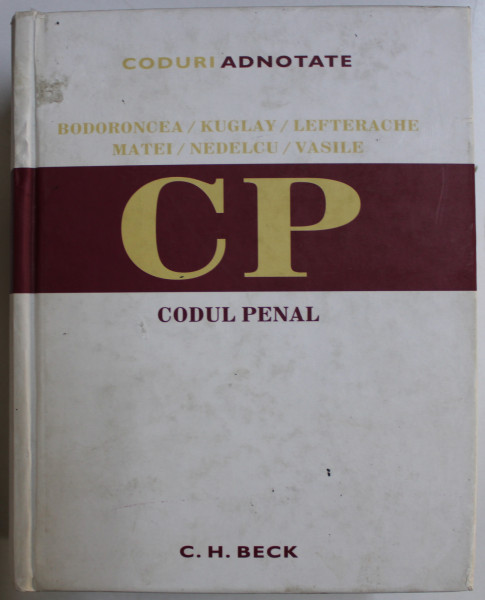 CODURI ADNOTATE
BODORONCEA / KUGLAY / LEFTERACHE
MATEI / NEDELCU / VASILE
CP
CODUL PENAL
C. H. BECK